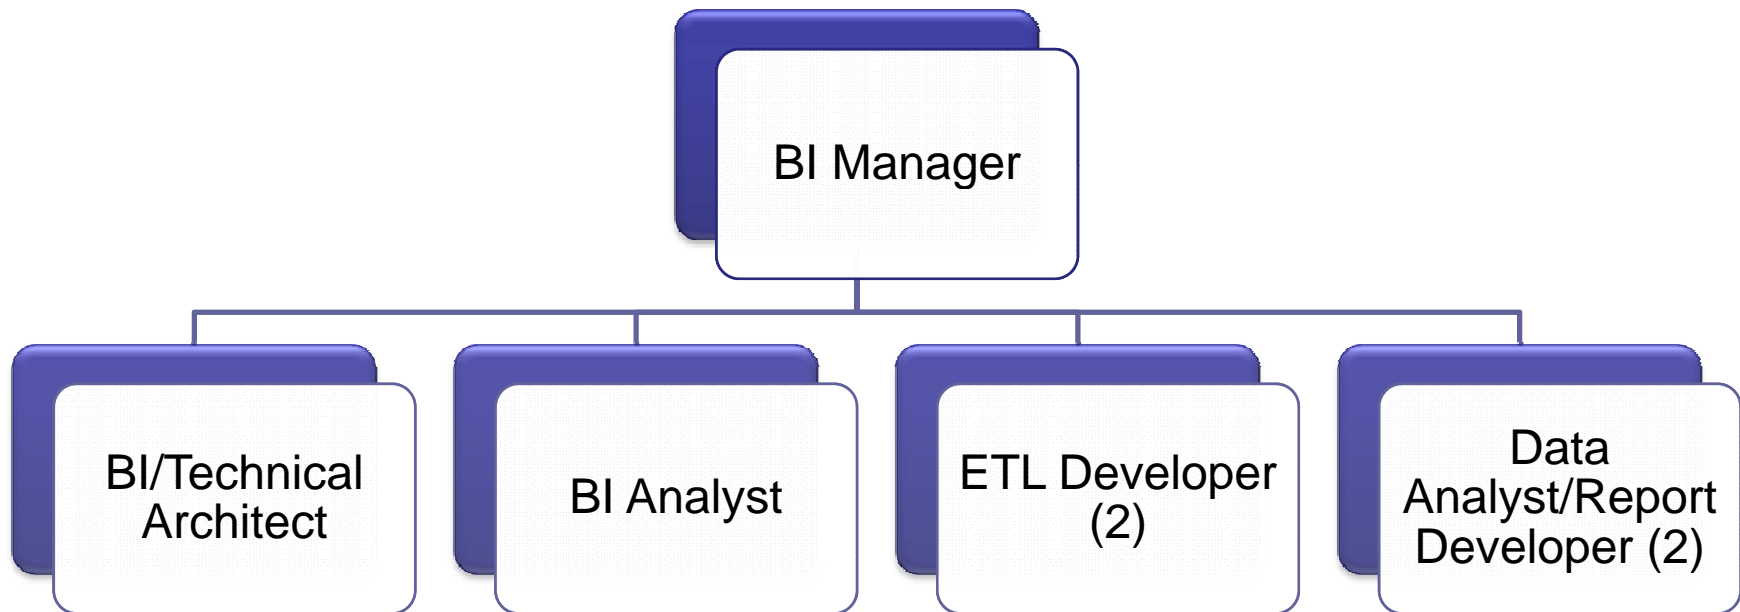 BI Manager
BI/Technical
Architect
BI Analyst
ETL Developer
(2)
Data
Analyst/Report
Developer (2)